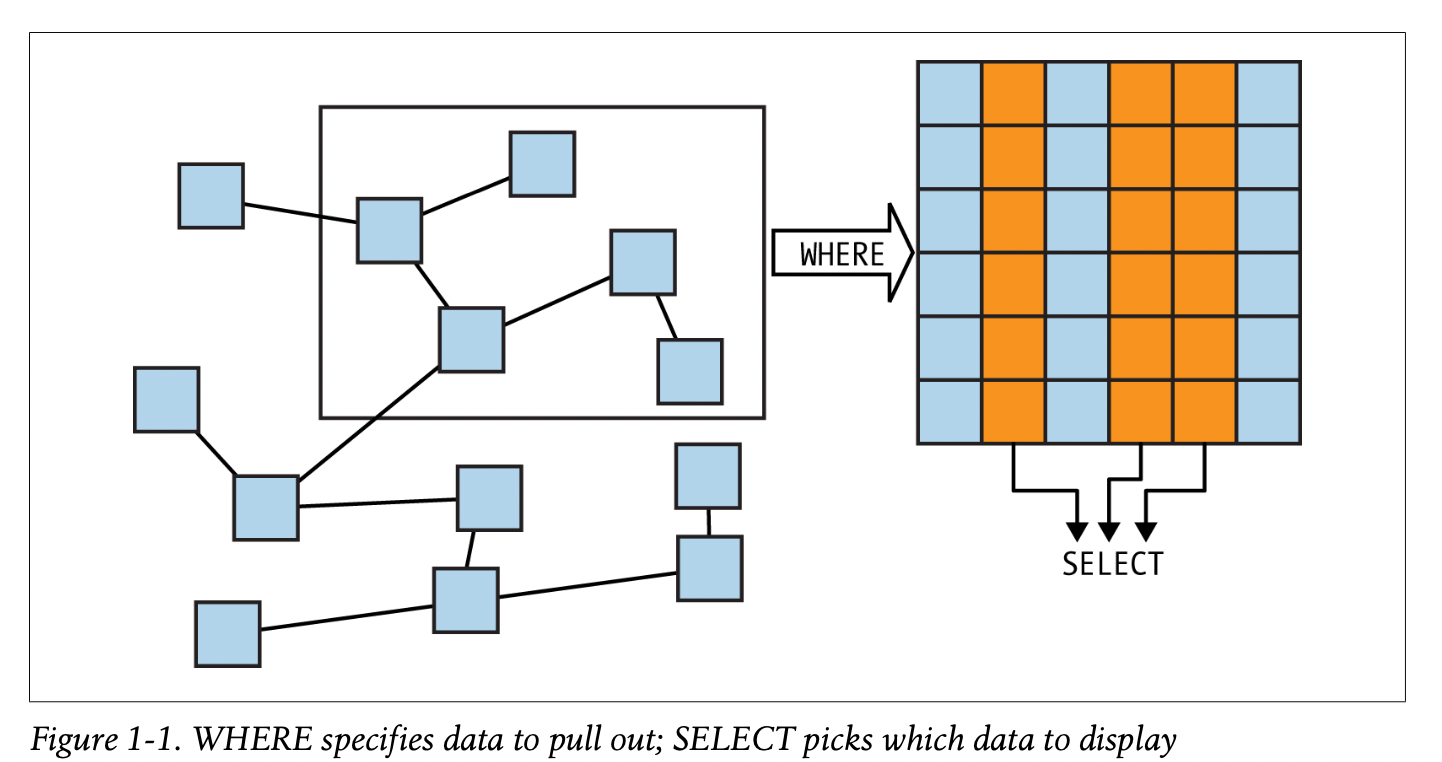 WHERE
SELECT
Figure 1-1. WHERE specifies data to pull out; SELECT picks which data to display